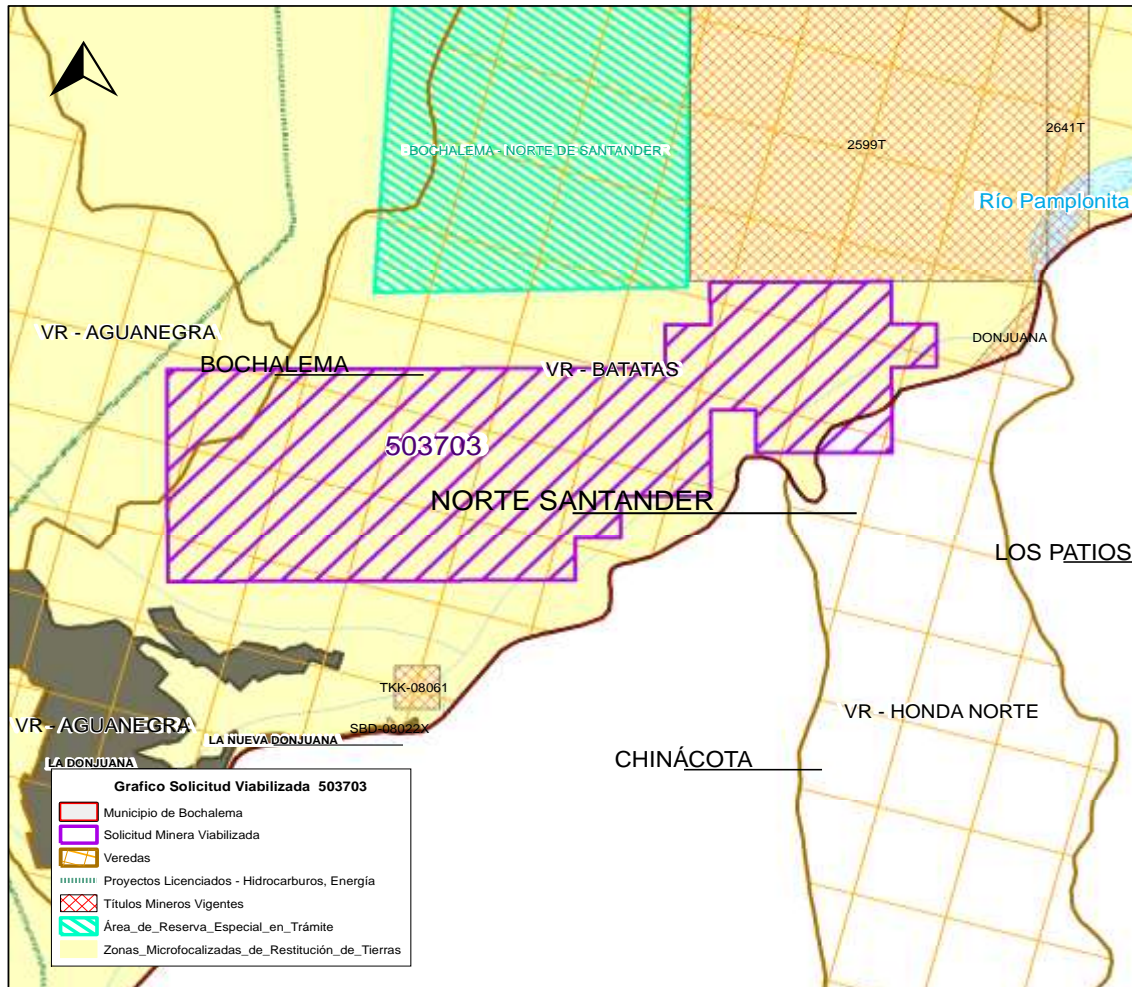 2641T
2599T
BOCHALEMA - NORTE DE SANTANDER
Río Pamplonita
VR - AGUANEGRA
DONJUANA
BOCHALEMA
VR - BATATAS
503703
NORTE SANTANDER
LOS PATIOS
TKK-08061
VR - HONDA NORTE
VR - AGUANEGRA
SBD-08022X
LA NUEVA DONJUANA
CHINÁCOTA
LA DONJUANA
Grafico Solicitud Viabilizada 503703
Municipio de Bochalema
Solicitud Minera Viabilizada
Veredas
Proyectos Licenciados - Hidrocarburos, Energía
Títulos Mineros Vigentes
Área_de_Reserva_Especial_en_Trámite
Zonas_Microfocalizadas_de_Restitución_de_Tierras